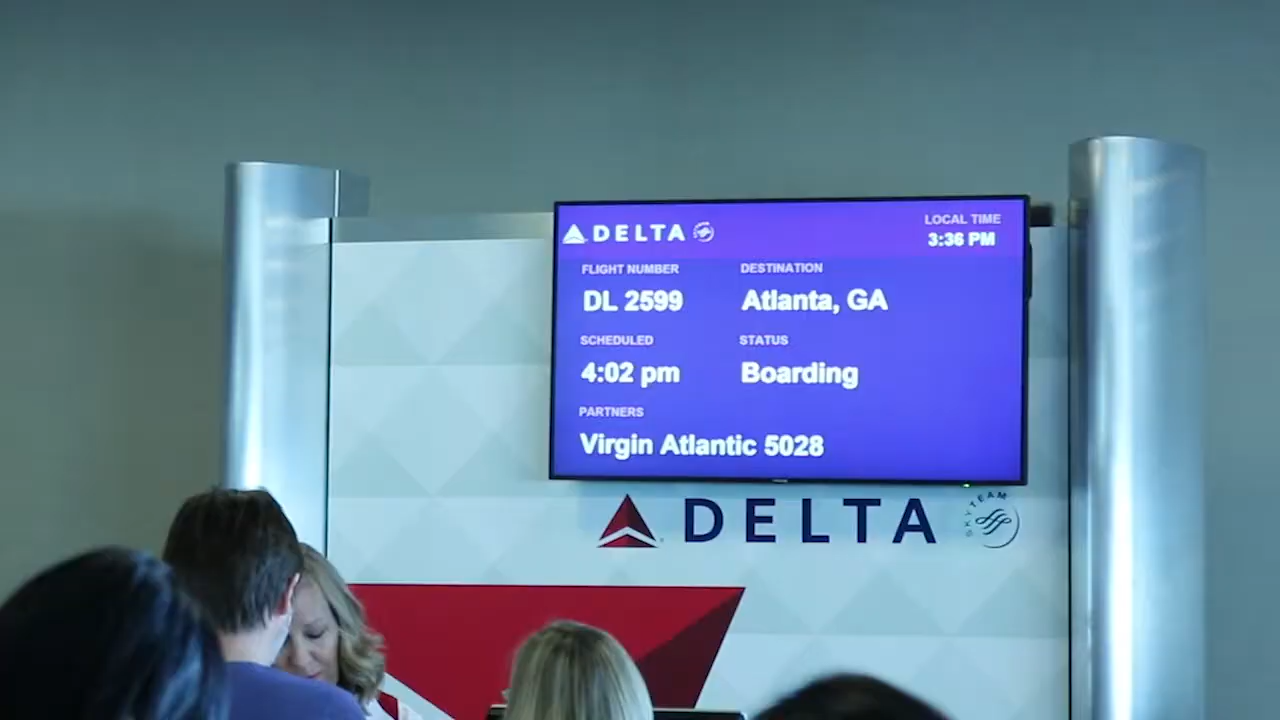 DELTA
LOCAL TIME
3:36 PM
FLIGHT NUMBER
DESTINATION
DL 2599
Atlanta, GA
SCHEDULED
STATUS
4:02 pm
Boarding
PARTNERS
Virgin Atlantic 5028
DELTA
SKYTEAM